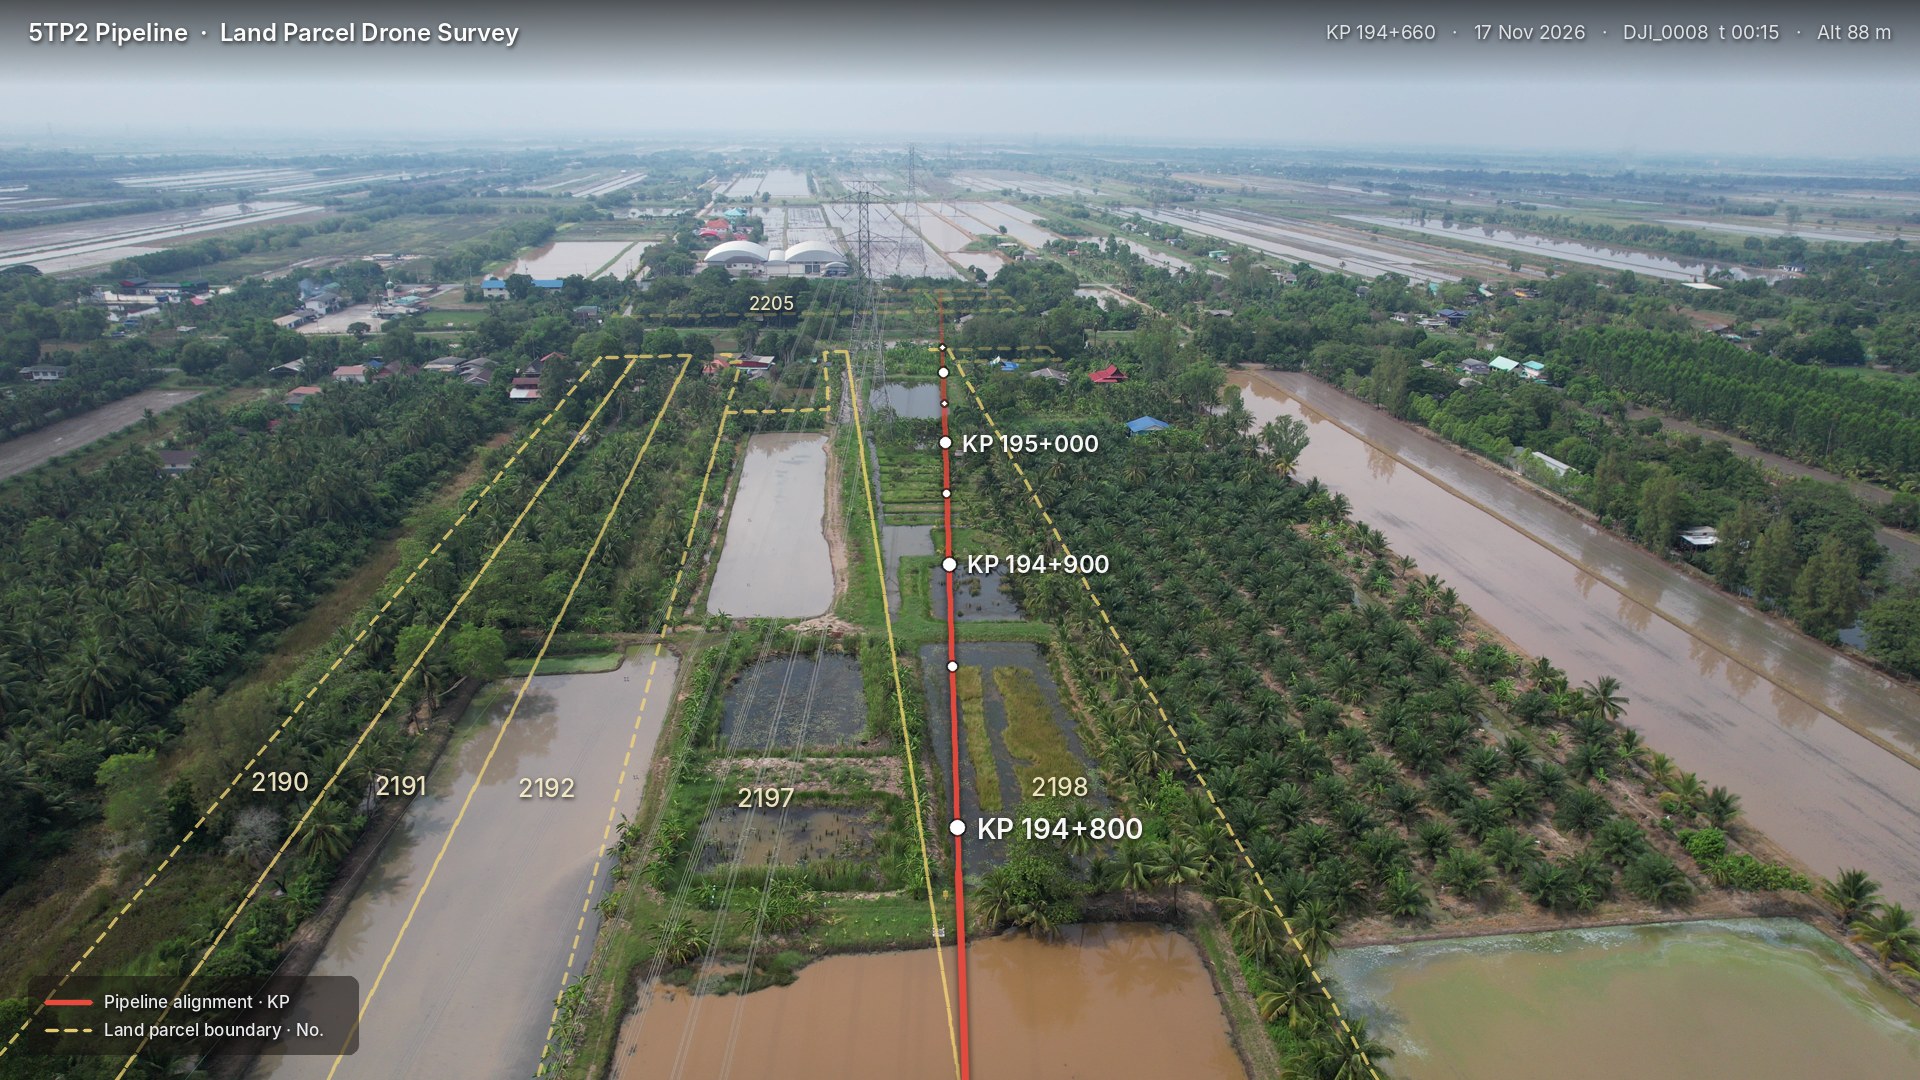 5TP2 Pipeline · Land Parcel Drone Survey
KP 194+660 · 17 Nov 2026 · DJI_0008 t 00:15 · Alt 88 m
2205
KP 195+000
KP 194+900
2190
2191
2192
2197
2198
KP 194+800
Pipeline alignment · KP
Land parcel boundary · No.